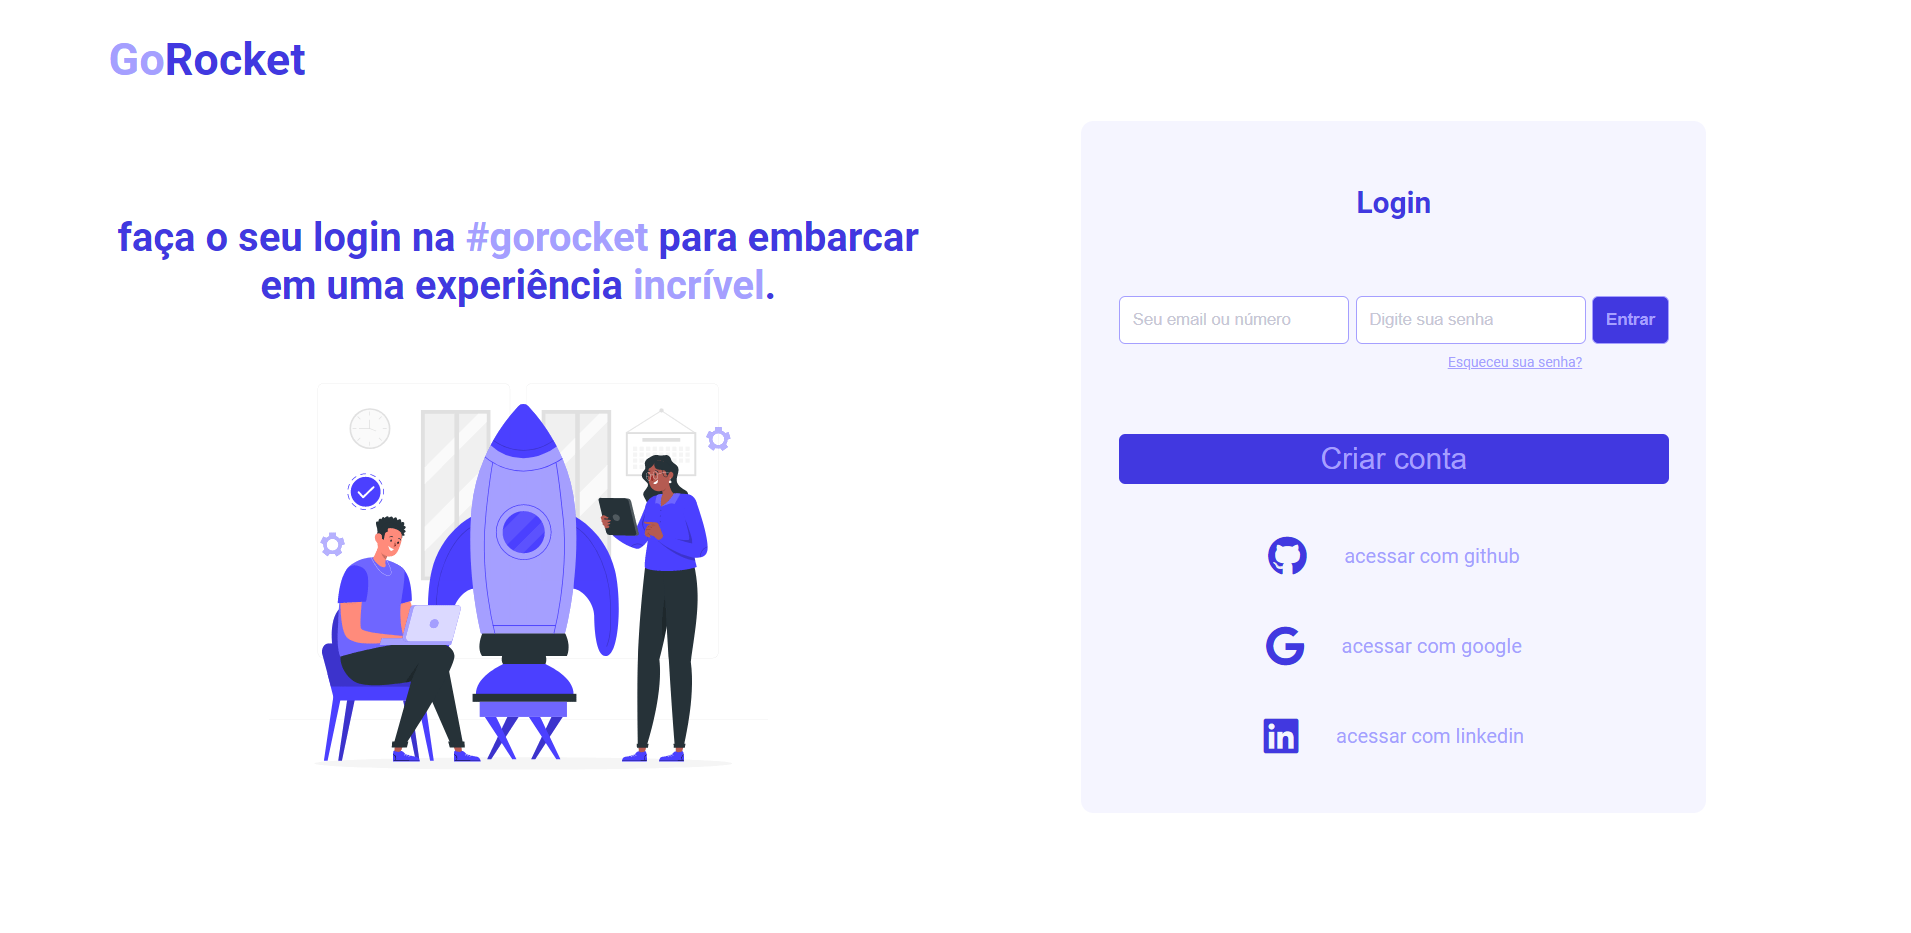 GoRocket
faça o seu login na #gorocket para embarcar
em uma experiência incrível.
Login
Seu email ou número
Digite sua senha
Entrar
Esqueceu sua senha?
Criar conta
acessar com github
acessar com google
acessar com linkedin